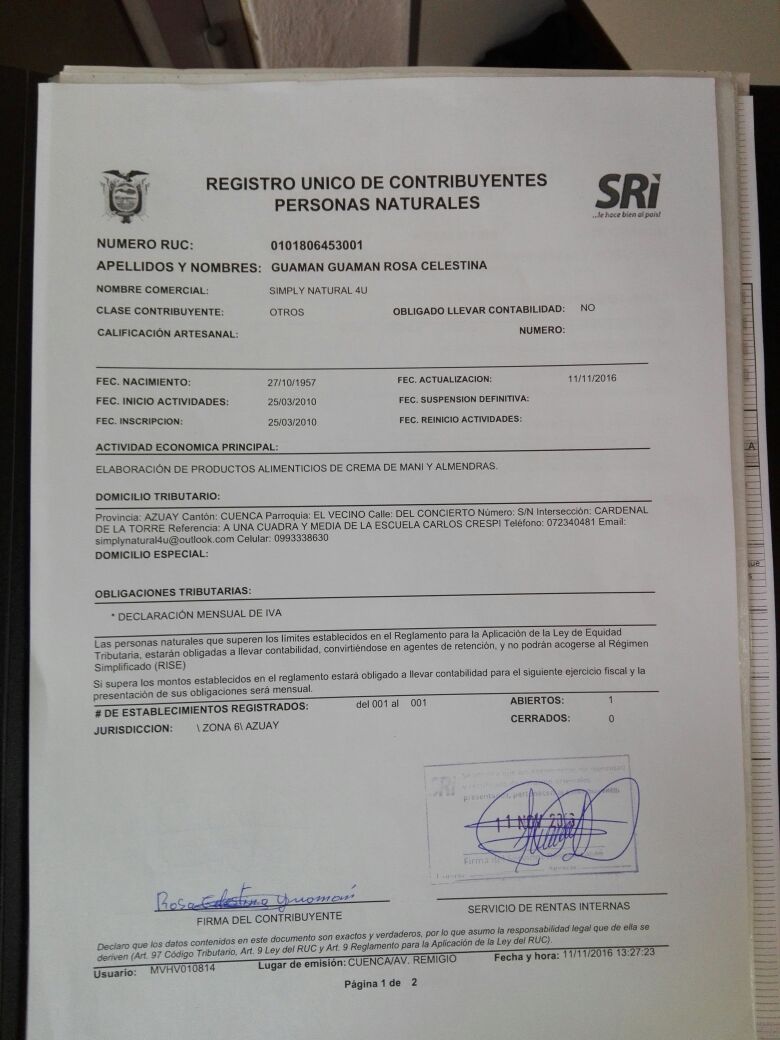 REGISTRO UNICO DE CONTRIBUYENTES
PERSONAS NATURALES
SRi
...le hace bien al país!
NUMERO RUC: 0101806453001
APELLIDOS Y NOMBRES: GUAMAN GUAMAN ROSA CELESTINA
NOMBRE COMERCIAL: SIMPLY NATURAL 4U
CLASE CONTRIBUYENTE: OTROS OBLIGADO LLEVAR CONTABILIDAD: NO
CALIFICACIÓN ARTESANAL: NUMERO:
FEC. NACIMIENTO: 27/10/1957 FEC. ACTUALIZACION: 11/11/2016
FEC. INICIO ACTIVIDADES: 25/03/2010 FEC. SUSPENSION DEFINITIVA:
FEC. INSCRIPCION: 25/03/2010 FEC. REINICIO ACTIVIDADES:
ACTIVIDAD ECONOMICA PRINCIPAL:
ELABORACIÓN DE PRODUCTOS ALIMENTICIOS DE CREMA DE MANI Y ALMENDRAS.
DOMICILIO TRIBUTARIO:
Provincia: AZUAY Cantón: CUENCA Parroquia: EL VECINO Calle: DEL CONCIERTO Número: S/N Intersección: CARDENAL
DE LA TORRE Referencia: A UNA CUADRA Y MEDIA DE LA ESCUELA CARLOS CRESPI Teléfono: 072340481 Email:
simplynatural4u@outlook.com Celular: 0993338630
DOMICILIO ESPECIAL:
OBLIGACIONES TRIBUTARIAS:
* DECLARACIÓN MENSUAL DE IVA
Las personas naturales que superen los límites establecidos en el Reglamento para la Aplicación de la Ley de Equidad
Tributaria, estarán obligadas a llevar contabilidad, convirtiéndose en agentes de retención, y no podrán acogerse al Régimen
Simplificado (RISE)
Si supera los montos establecidos en el reglamento estará obligado a llevar contabilidad para el siguiente ejercicio fiscal y la
presentación de sus obligaciones será mensual.
# DE ESTABLECIMIENTOS REGISTRADOS: del 001 al 001 ABIERTOS: 1
JURISDICCION: \ ZONA 6\ AZUAY CERRADOS: 0
SRi
11 NOV
Firma
Rosa Celestina Guaman
FIRMA DEL CONTRIBUYENTE SERVICIO DE RENTAS INTERNAS
Declaro que los datos contenidos en este documento son exactos y verdaderos, por lo que asumo la responsabilidad legal que de ella se
deriven (Art. 97 Código Tributario, Art. 9 Ley del RUC y Art. 9 Reglamento para la Aplicación de la Ley del RUC).
Usuario: MVHV010814 Lugar de emisión: CUENCA/AV. REMIGIO Fecha y hora: 11/11/2016 13:27:23
Página 1 de 2